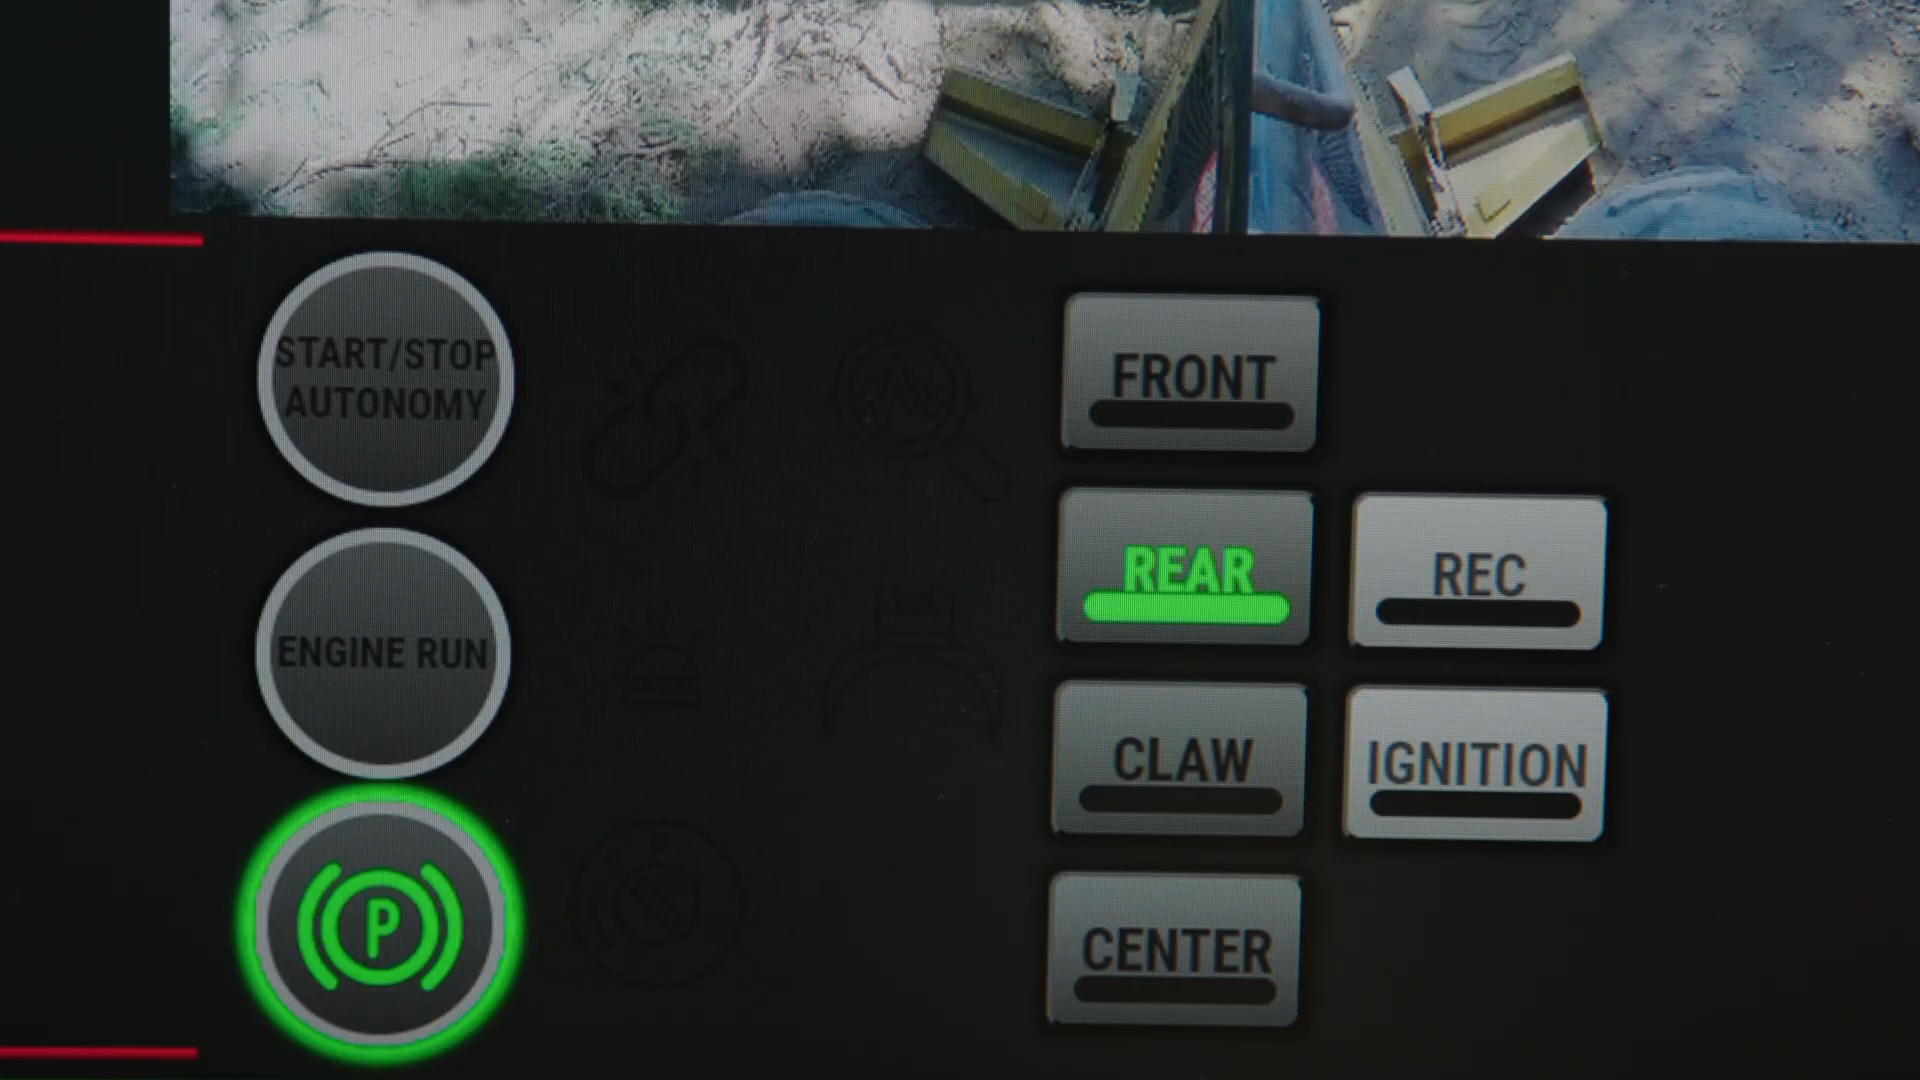 START/STOP
AUTONOMY
ENGINE RUN
P
FRONT
REAR
REC
CLAW
IGNITION
CENTER